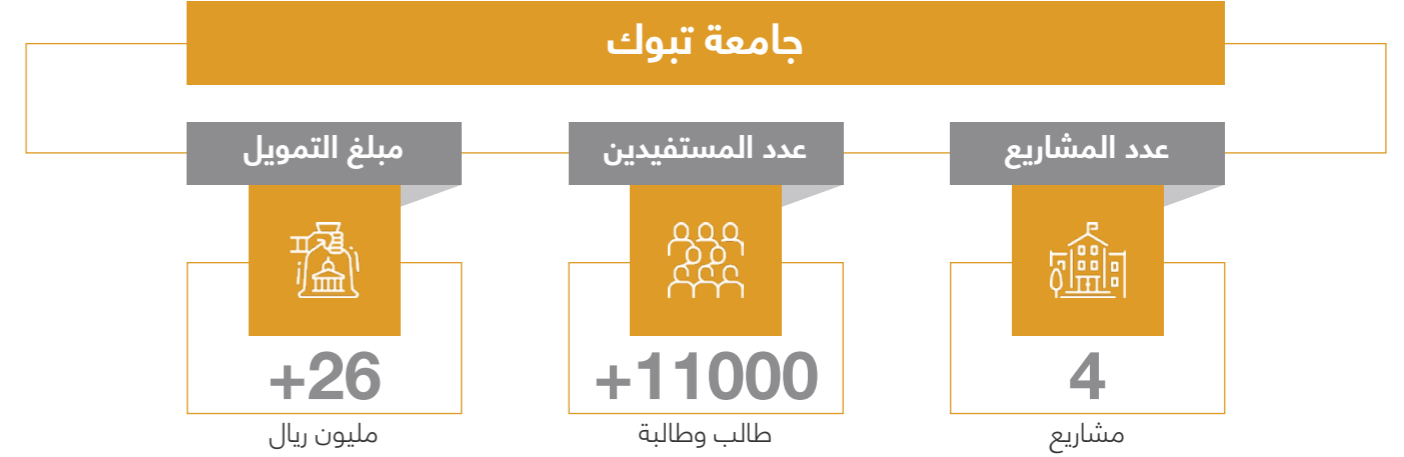 جامعة تبوك
عدد المشاريع
4
مشاريع
عدد المستفيدين
+11000
طالب وطالبة
مبلغ التمويل
+26
مليون ريال